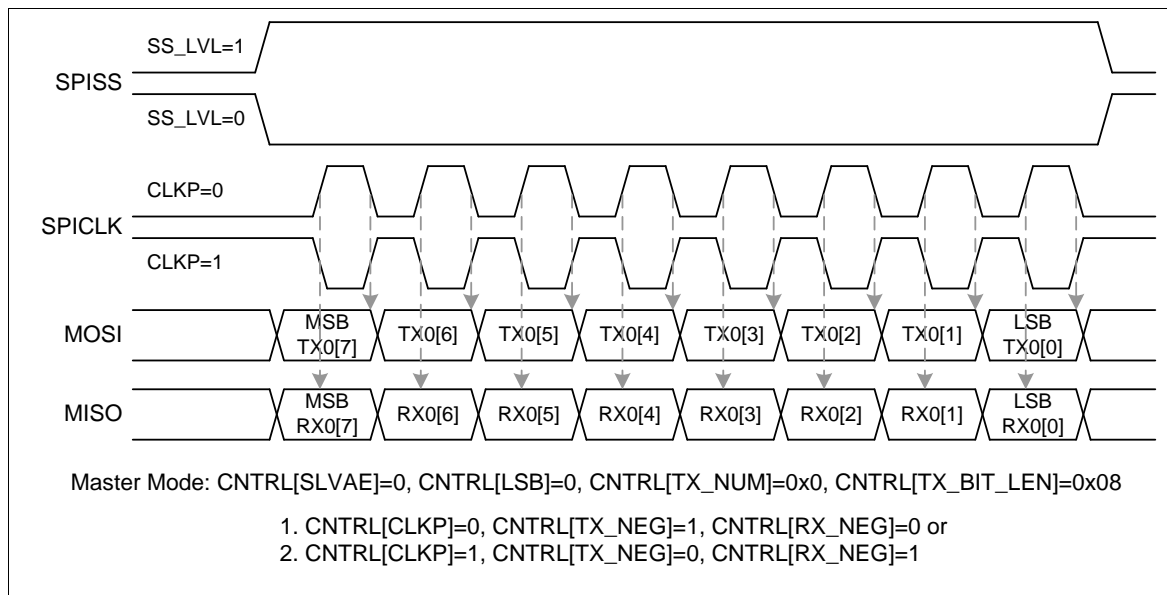 SS_LVL=1
SPISS
SS_LVL=0
CLKP=0
SPICLK
CLKP=1
MOSI
MSB TX0[7]
TX0[6]
TX0[5]
TX0[4]
TX0[3]
TX0[2]
TX0[1]
LSB TX0[0]
MISO
MSB RX0[7]
RX0[6]
RX0[5]
RX0[4]
RX0[3]
RX0[2]
RX0[1]
LSB RX0[0]
Master Mode: CNTRL[SLVAE]=0, CNTRL[LSB]=0, CNTRL[TX_NUM]=0x0, CNTRL[TX_BIT_LEN]=0x08
1. CNTRL[CLKP]=0, CNTRL[TX_NEG]=1, CNTRL[RX_NEG]=0 or
2. CNTRL[CLKP]=1, CNTRL[TX_NEG]=0, CNTRL[RX_NEG]=1